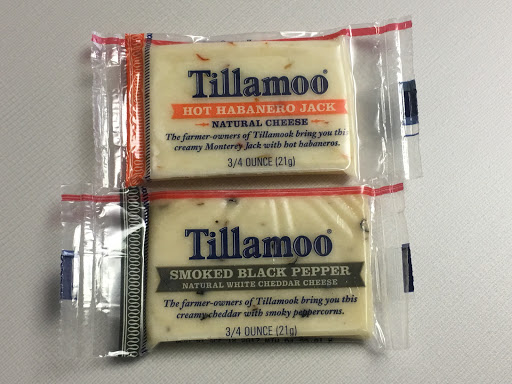 Tillamoo®
HOT HABANERO JACK
NATURAL CHEESE
The farmer-owners of Tillamook bring you this
creamy Monterey Jack with hot habaneros.
3/4 OUNCE (21g)
Tillamoo®
SMOKED BLACK PEPPER
NATURAL WHITE CHEDDAR CHEESE
The farmer-owners of Tillamook bring you this
creamy cheddar with smoky peppercorns.
3/4 OUNCE (21g)